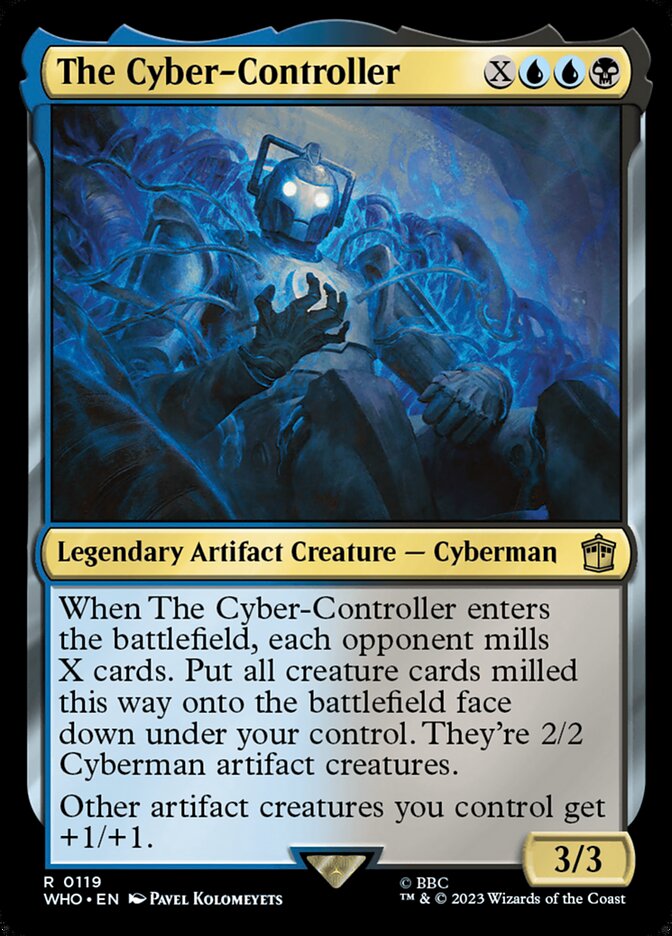 The Cyber-Controller X
Legendary Artifact Creature — Cyberman
When The Cyber-Controller enters
the battlefield, each opponent mills
X cards. Put all creature cards milled
this way onto the battlefield face
down under your control. They're 2/2
Cyberman artifact creatures.
Other artifact creatures you control get
+1/+1.
3/3
R 0119
WHO • EN Pavel Kolomeyets
© BBC
™ & © 2023 Wizards of the Coast